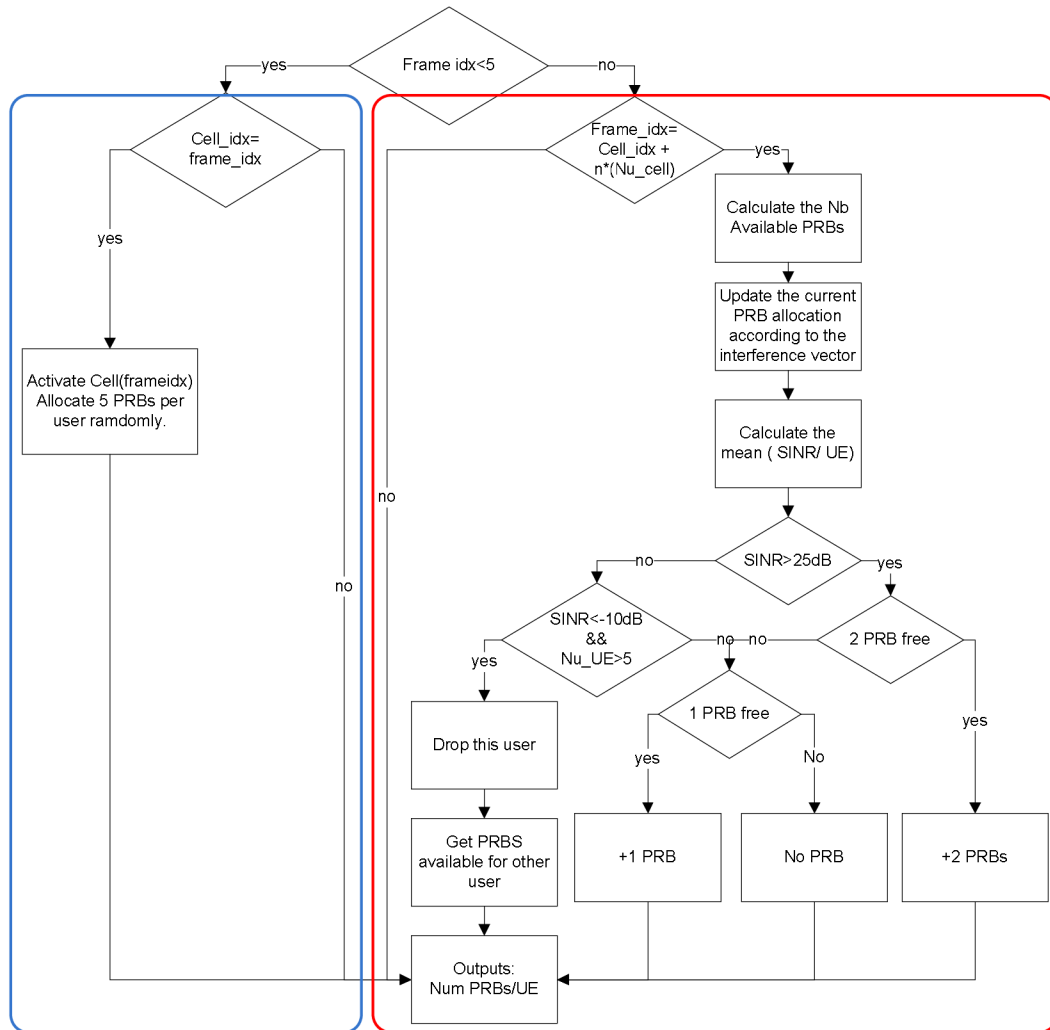 Frame idx<5
yes
no
Cell_idx=
frame_idx
yes
no
Activate Cell(frameidx)
Allocate 5 PRBs per
user ramdomly.
Frame_idx=
Cell_idx +
n*(Nu_cell)
yes
no
Calculate the Nb
Available PRBs
Update the current
PRB allocation
according to the
interference vector
Calculate the
mean ( SINR/ UE)
SINR>25dB
no
yes
SINR<-10dB
&&
Nu_UE>5
yes
no
no
2 PRB free
yes
1 PRB free
yes
No
Drop this user
Get PRBS
available for other
user
+1 PRB
No PRB
+2 PRBs
Outputs:
Num PRBs/UE